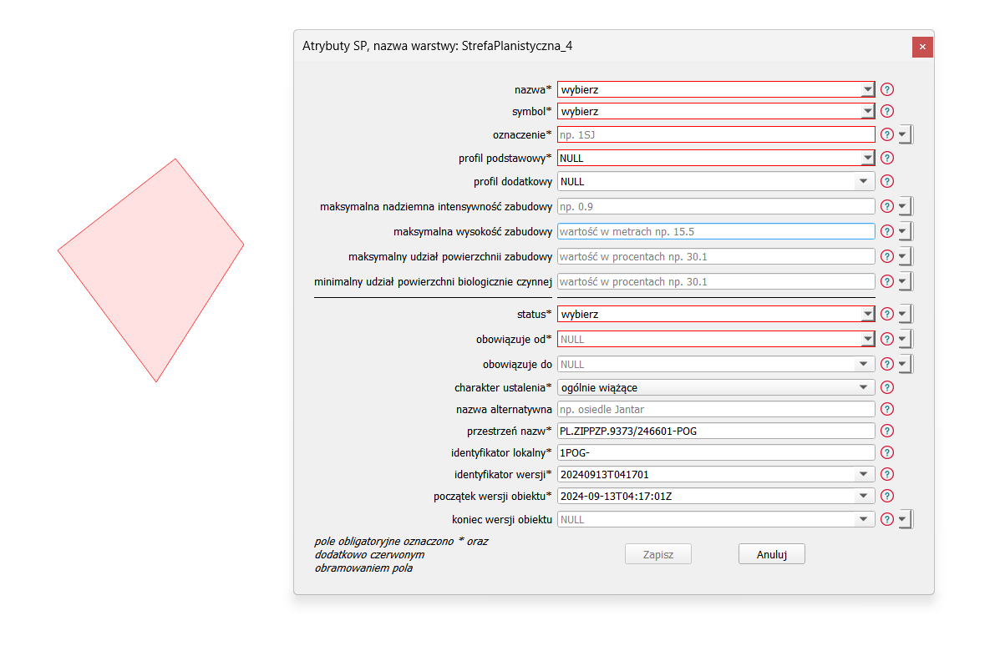 Atrybuty SP, nazwa warstwy: StrefaPlanistyczna_4
nazwa* wybierz ?
symbol* wybierz ?
oznaczenie* np. 1SJ ?
profil podstawowy* NULL ?
profil dodatkowy NULL ?
maksymalna nadziemna intensywność zabudowy np. 0.9 ?
maksymalna wysokość zabudowy wartość w metrach np. 15.5 ?
maksymalny udział powierzchnii zabudowy wartość w procentach np. 30.1 ?
minimalny udział powierzchni biologicznie czynnej wartość w procentach np. 30.1 ?
status* wybierz ?
obowiązuje od* NULL ?
obowiązuje do NULL ?
charakter ustalenia* ogólnie wiążące ?
nazwa alternatywna np. osiedle Jantar ?
przestrzeń nazw* PL.ZIPPZP.9373/246601-POG ?
identyfikator lokalny* 1POG- ?
identyfikator wersji* 20240913T041701 ?
początek wersji obiektu* 2024-09-13T04:17:01Z ?
koniec wersji obiektu NULL ?
pole obligatoryjne oznaczono * oraz
dodatkowo czerwonym
obramowaniem pola
Zapisz Anuluj